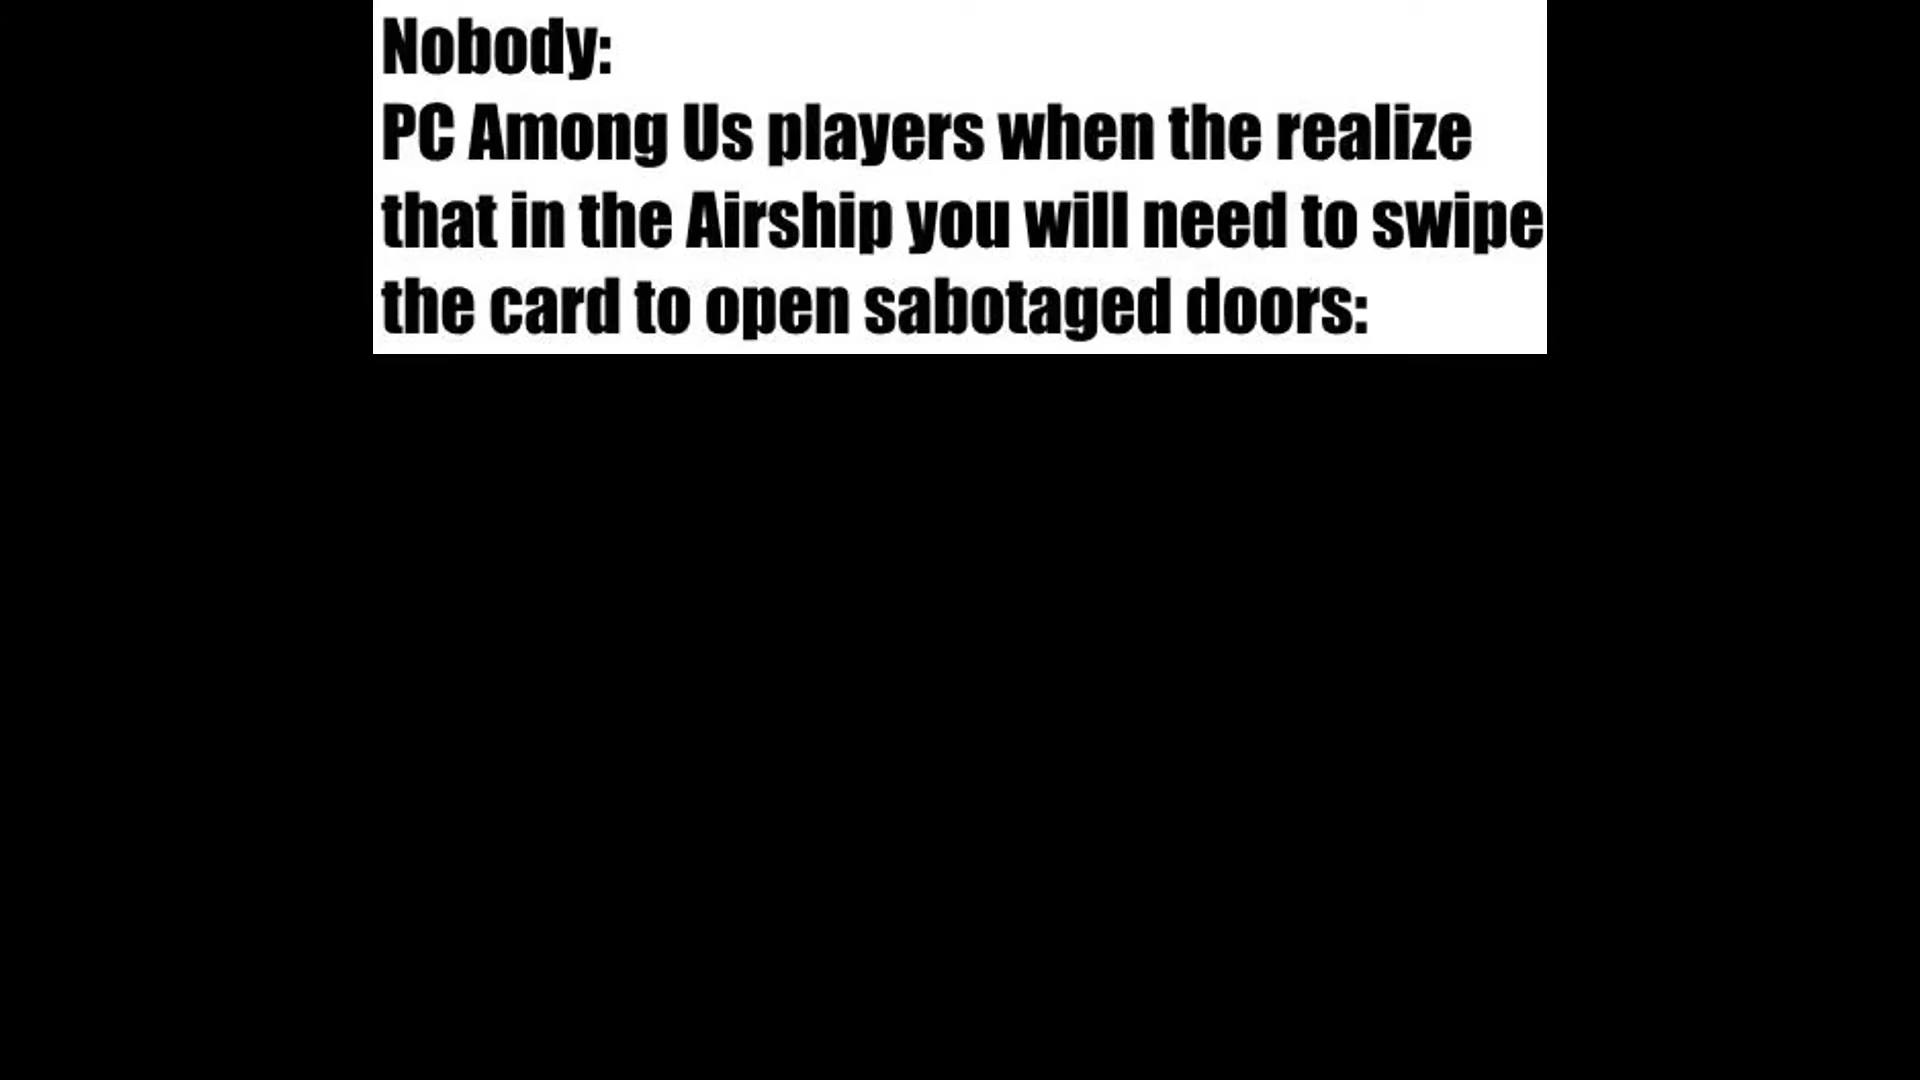 Nobody:
PC Among Us players when the realize
that in the Airship you will need to swipe
the card to open sabotaged doors: